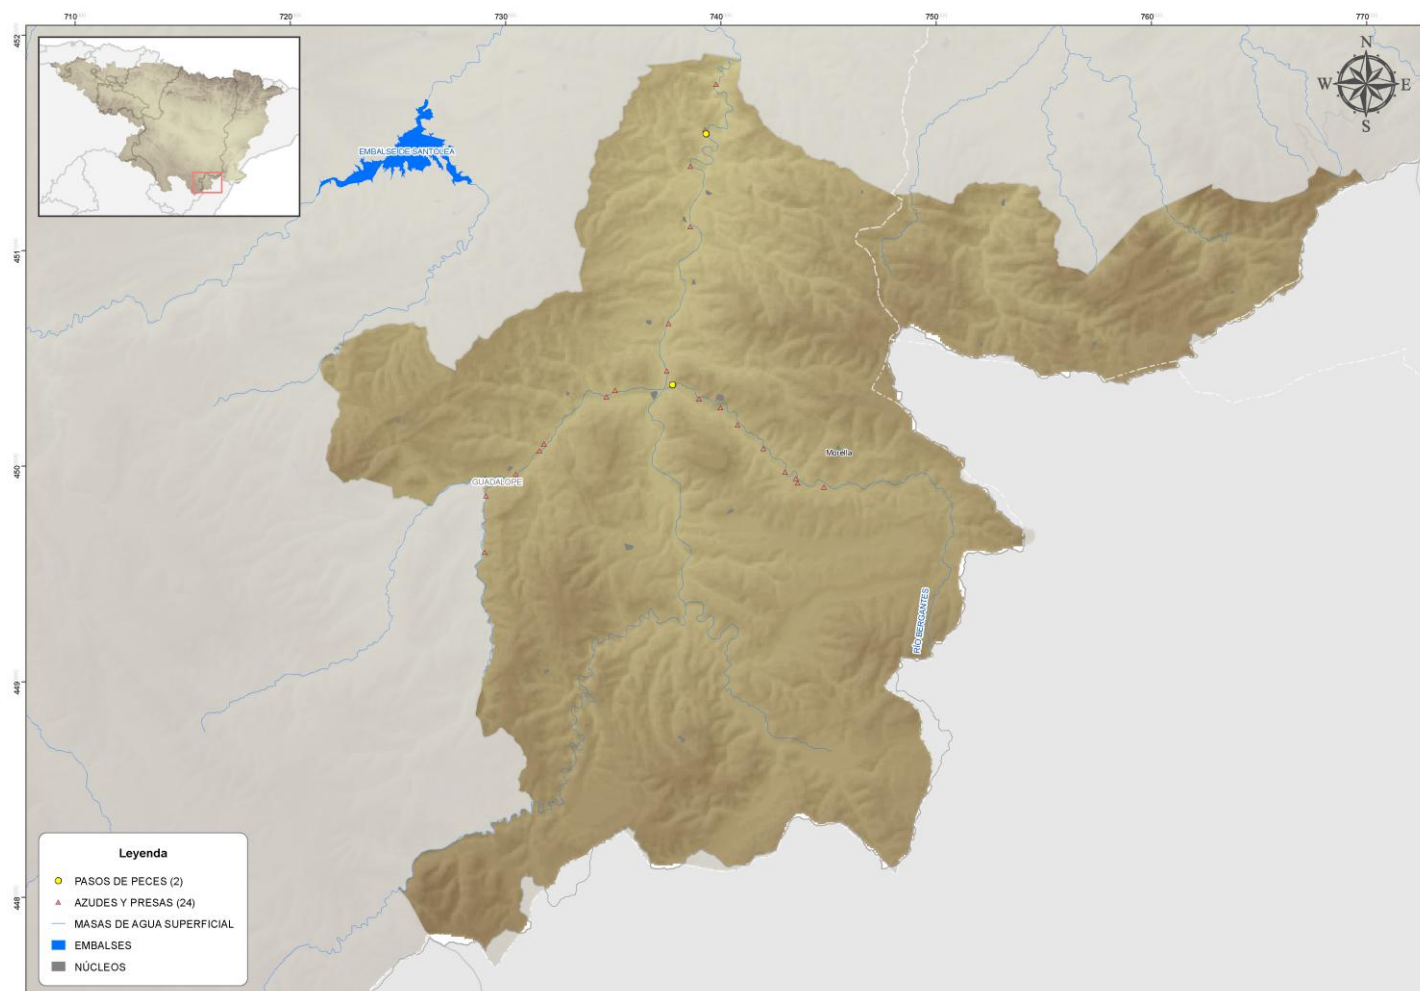 710
720
730
740
750
760
770
452
451
450
449
448
N
W
E
S
EMBALSE DE SANTOLEA
Morella
GUADALOPE
RÍO BERGANTES
Leyenda
PASOS DE PECES (2)
AZUDES Y PRESAS (24)
MASAS DE AGUA SUPERFICIAL
EMBALSES
NÚCLEOS